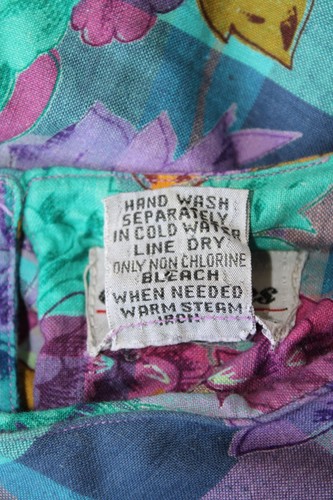 HAND WASH
SEPARATELY
IN COLD WATER
LINE DRY
ONLY NON CHLORINE
BLEACH
WHEN NEEDED
WARM STEAM
IRON